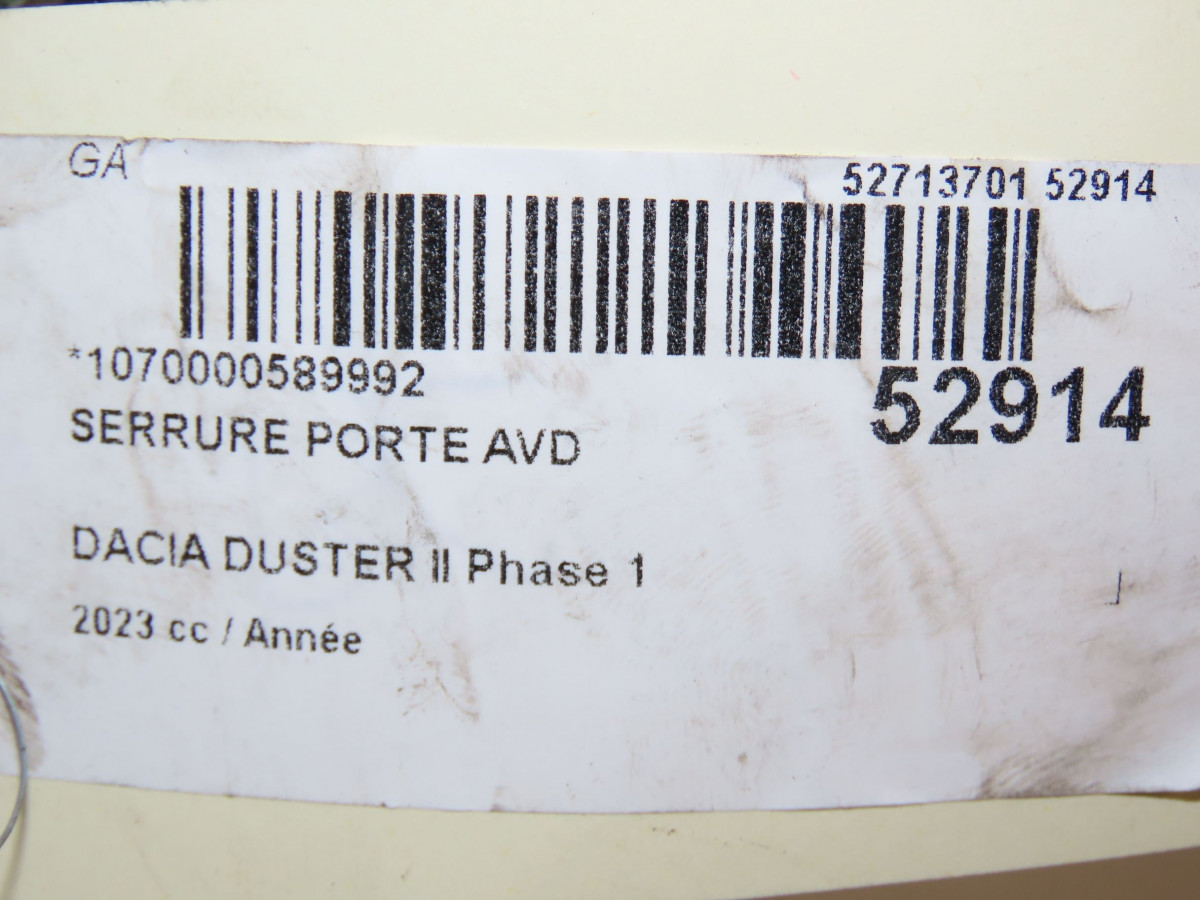 GA
52713701 52914
*1070000589992
52914
SERRURE PORTE AVD
DACIA DUSTER II Phase 1
2023 cc / Année